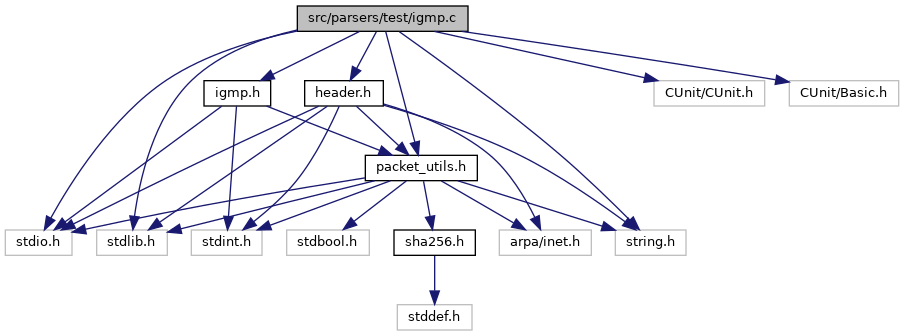 src/parsers/test/igmp.c
igmp.h
header.h
CUnit/CUnit.h
CUnit/Basic.h
packet_utils.h
stdio.h
stdlib.h
stdint.h
stdbool.h
sha256.h
arpa/inet.h
string.h
stddef.h